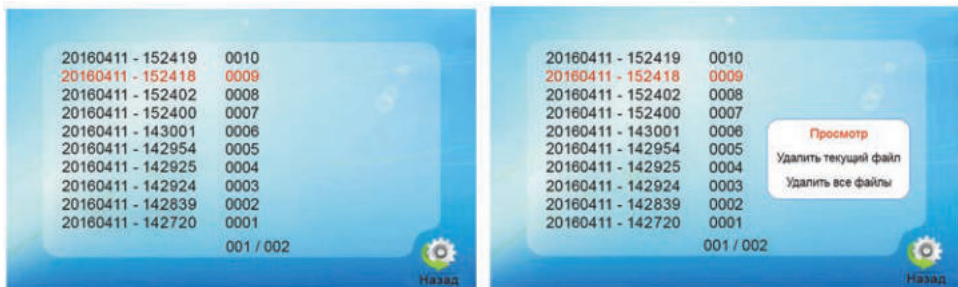 20160411 - 152419 0010
20160411 - 152418 0009
20160411 - 152402 0008
20160411 - 152400 0007
20160411 - 143001 0006
20160411 - 142954 0005
20160411 - 142925 0004
20160411 - 142924 0003
20160411 - 142839 0002
20160411 - 142720 0001
001 / 002
Назад
20160411 - 152419 0010
20160411 - 152418 0009
20160411 - 152402 0008
20160411 - 152400 0007
20160411 - 143001 0006
20160411 - 142954 0005
20160411 - 142925 0004
20160411 - 142924 0003
20160411 - 142839 0002
20160411 - 142720 0001
Просмотр
Удалить текущий файл
Удалить все файлы
001 / 002
Назад